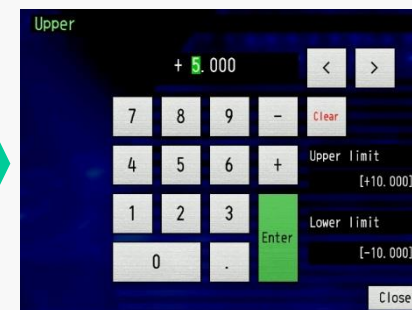 Upper
+ 5.000
< >
7 8 9 - Clear
4 5 6 +
Upper limit
[+10.000]
1 2 3 Enter
Lower limit
[-10.000]
0 .
Close